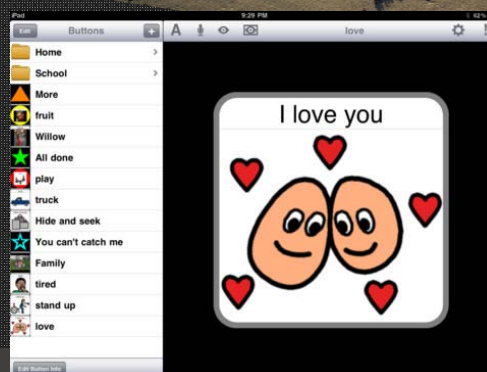 iPad 9:29 PM 62%
Edit Buttons + A love
Home
School
More
fruit
Willow
All done
play
truck
Hide and seek
You can't catch me
Family
tired
stand up
love
Edit Button Info
I love you